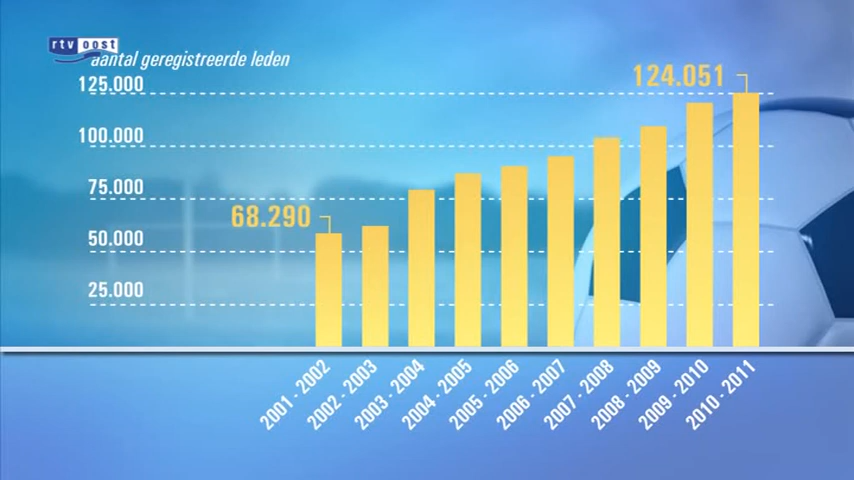 rtv oost
aantal geregistreerde leden
125.000
124.051
100.000
75.000
68.290
50.000
25.000
2001 - 2002
2002 - 2003
2003 - 2004
2004 - 2005
2005 - 2006
2006 - 2007
2007 - 2008
2008 - 2009
2009 - 2010
2010 - 2011